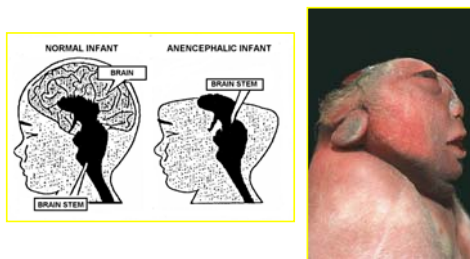 NORMAL INFANT
BRAIN
BRAIN STEM
ANENCEPHALIC INFANT
BRAIN STEM